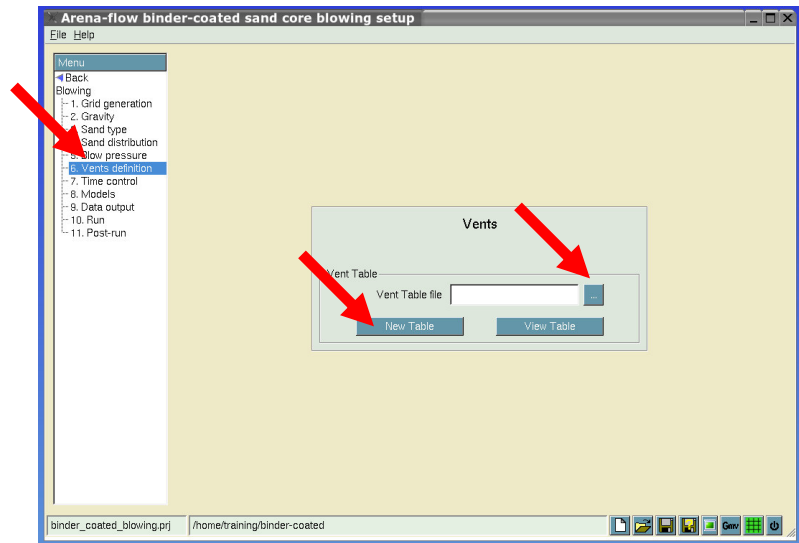 Arena-flow binder-coated sand core blowing setup
File Help
Menu
Back
Blowing
1. Grid generation
2. Gravity
Sand type
Sand distribution
5. Blow pressure
6. Vents definition
7. Time control
8. Models
9. Data output
10. Run
11. Post-run
Vents
Vent Table
Vent Table file
...
New Table
View Table
binder_coated_blowing.prj
/home/training/binder-coated
Gmv